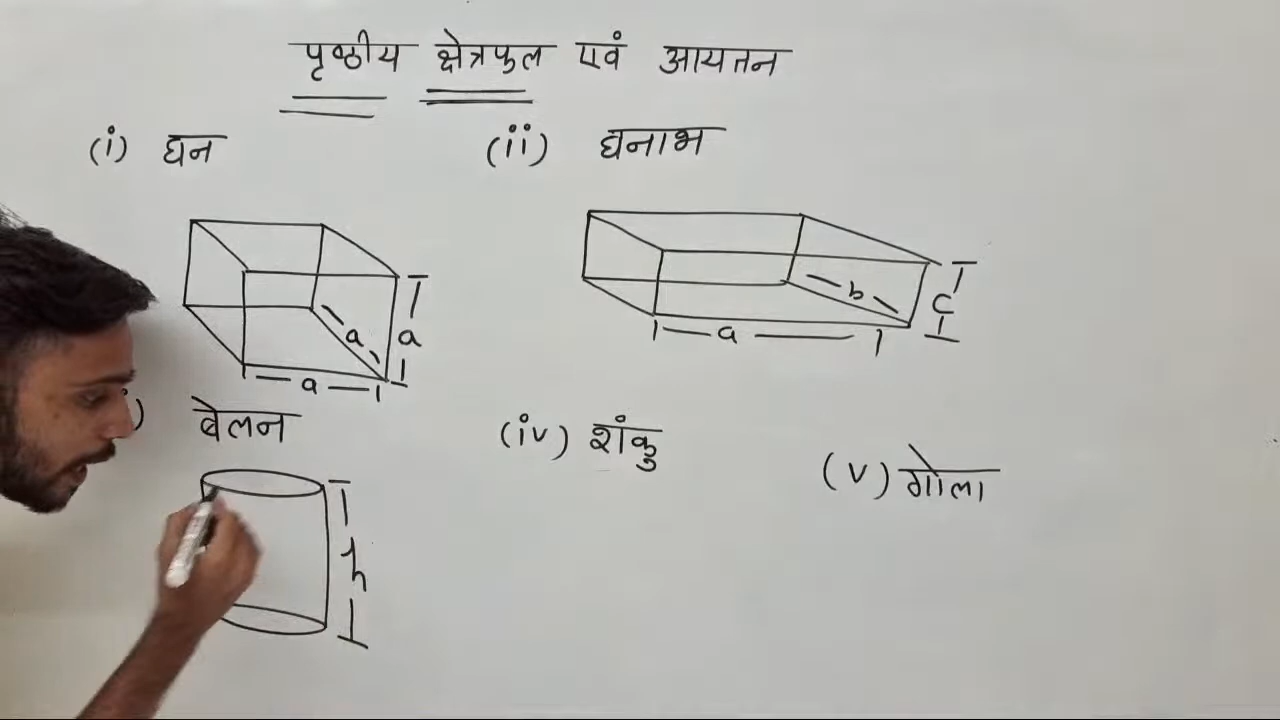 पृष्ठीय क्षेत्रफल एवं आयतन
(i) घन
(ii) घनाभ
a
a
a
a
b
c
) बेलन
h
(iv) शंकु
(v) गोला